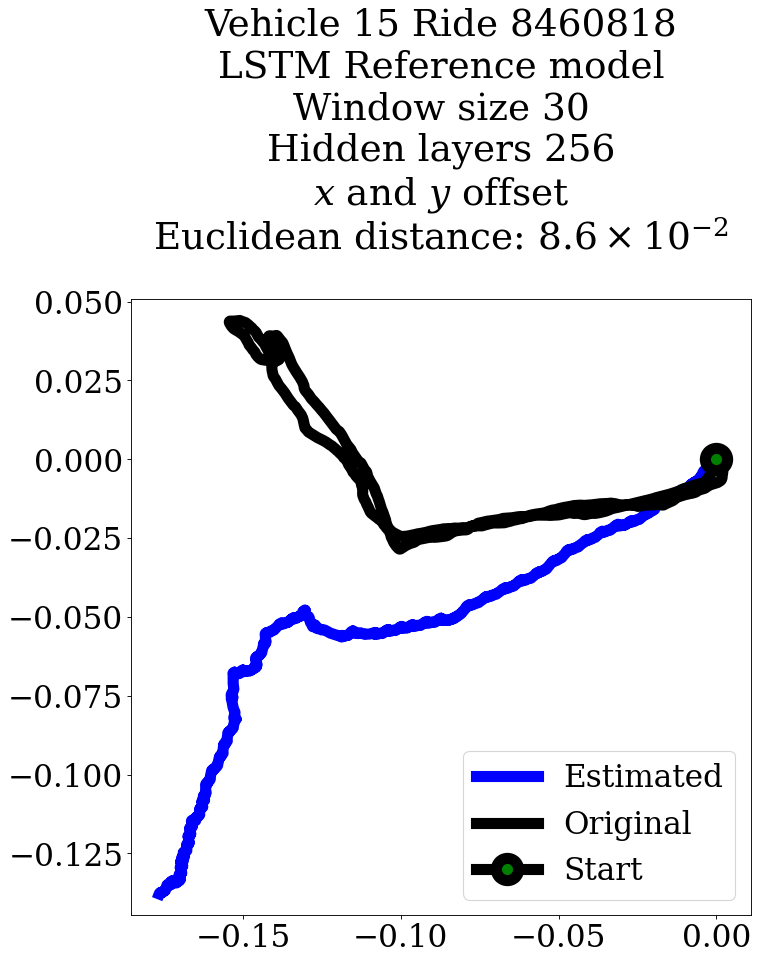 Vehicle 15 Ride 8460818
LSTM Reference model
Window size 30
Hidden layers 256
x and y offset
Euclidean distance: 8.6 × 10⁻²
0.050
0.025
0.000
−0.025
−0.050
−0.075
−0.100
−0.125
Estimated
Original
Start
−0.15 −0.10 −0.05 0.00